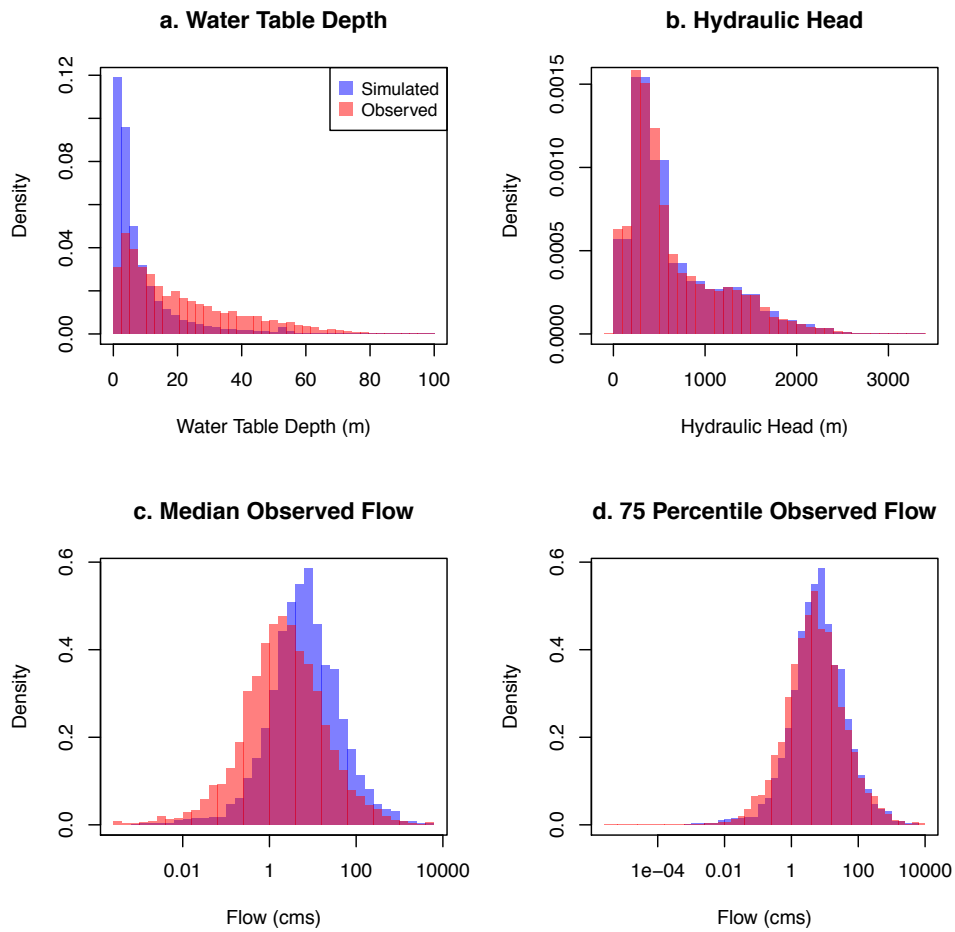 a. Water Table Depth
Density
0.00 0.04 0.08 0.12
Simulated
Observed
0 20 40 60 80 100
Water Table Depth (m)
b. Hydraulic Head
Density
0.0000 0.0005 0.0010 0.0015
0 1000 2000 3000
Hydraulic Head (m)
c. Median Observed Flow
Density
0.0 0.2 0.4 0.6
0.01 1 100 10000
Flow (cms)
d. 75 Percentile Observed Flow
Density
0.0 0.2 0.4 0.6
1e−04 0.01 1 100 10000
Flow (cms)